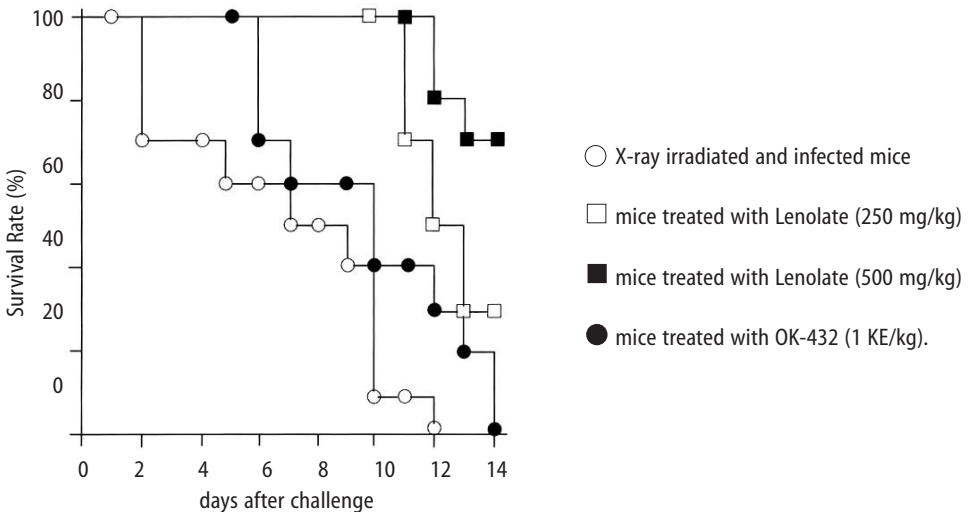 100
80
60
40
20
0
Survival Rate (%)
0 2 4 6 8 10 12 14
days after challenge
X-ray irradiated and infected mice
mice treated with Lenolate (250 mg/kg)
mice treated with Lenolate (500 mg/kg)
mice treated with OK-432 (1 KE/kg).